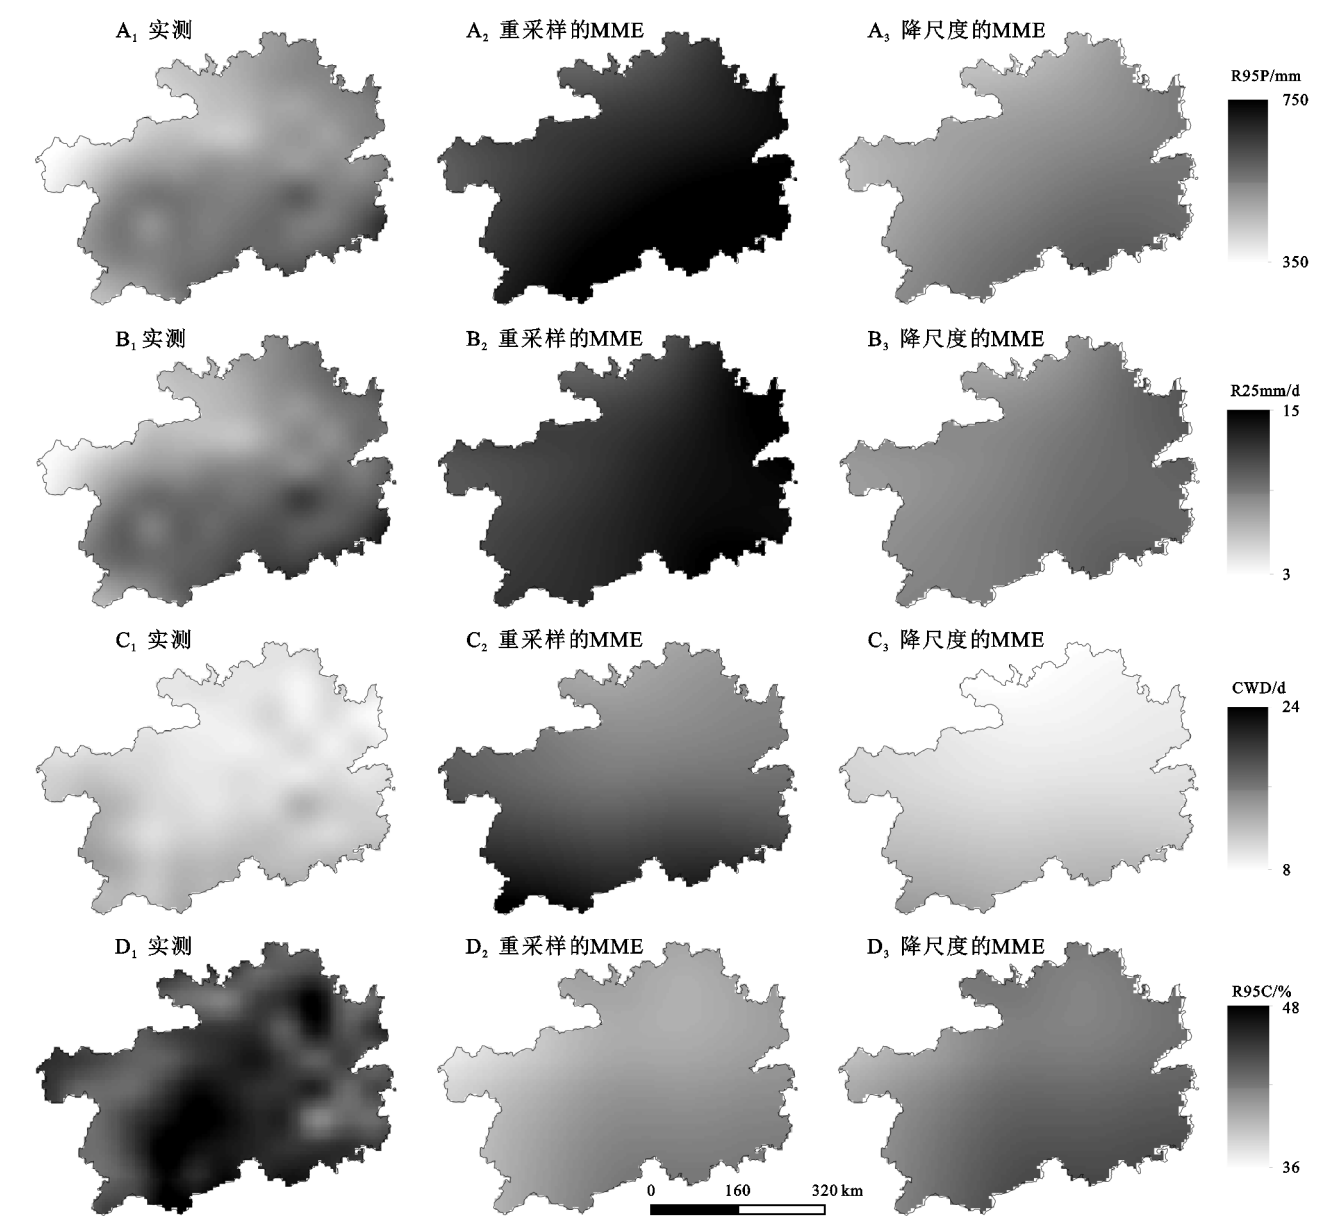 A1 实测
A2 重采样的MME
A3 降尺度的MME
R95P/mm
750
350
B1 实测
B2 重采样的MME
B3 降尺度的MME
R25mm/d
15
3
C1 实测
C2 重采样的MME
C3 降尺度的MME
CWD/d
24
8
D1 实测
D2 重采样的MME
D3 降尺度的MME
R95C/%
48
36
0 160 320 km